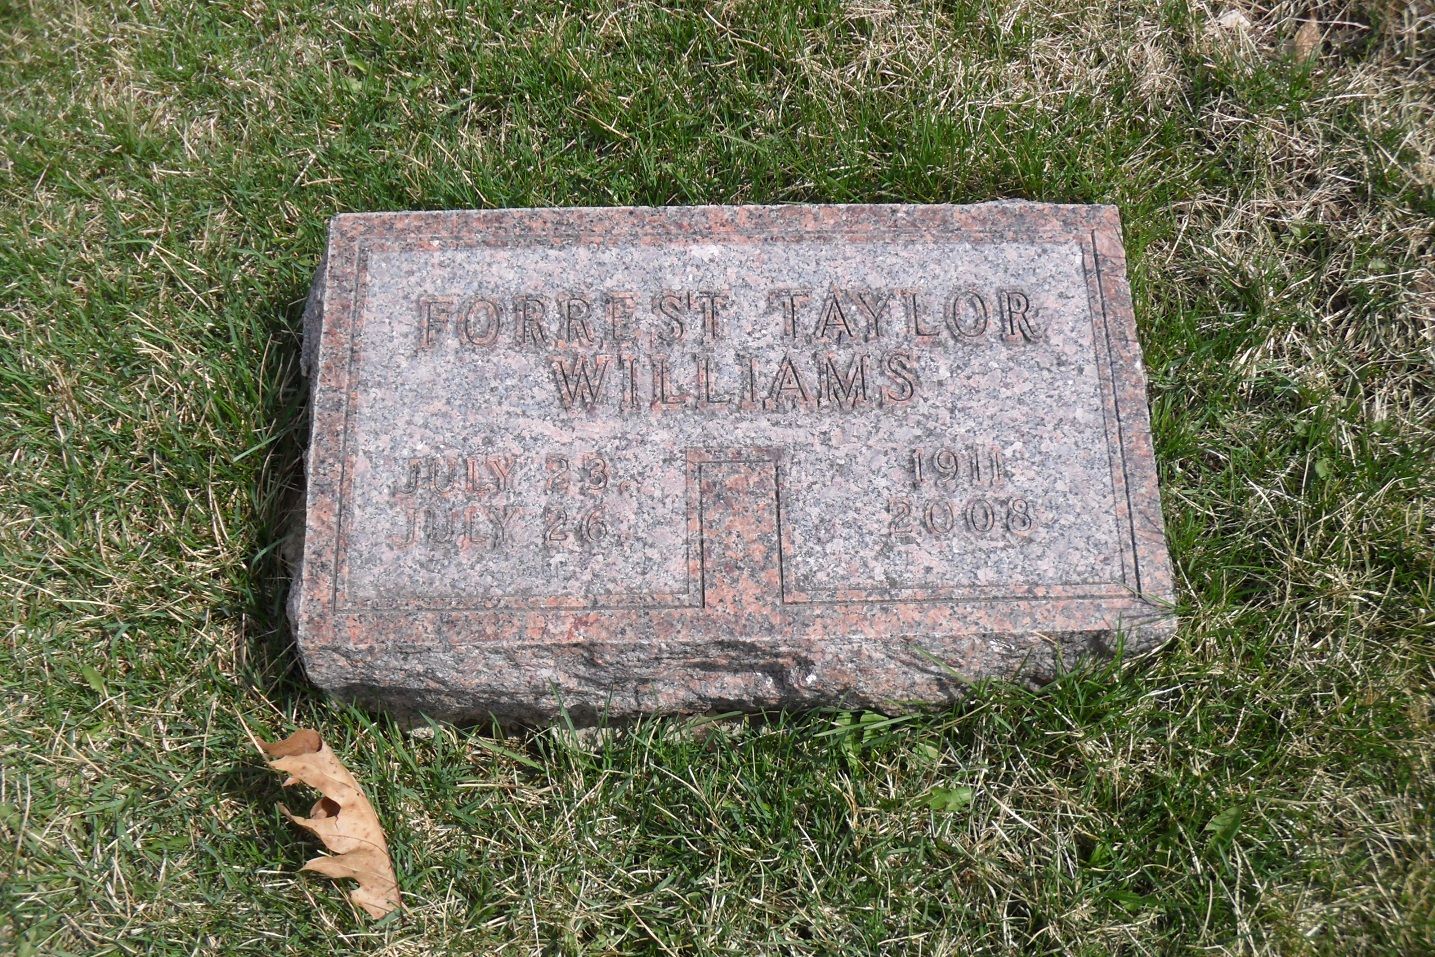 FORREST TAYLOR
WILLIAMS
JULY 23, 1911
JULY 26, 2008